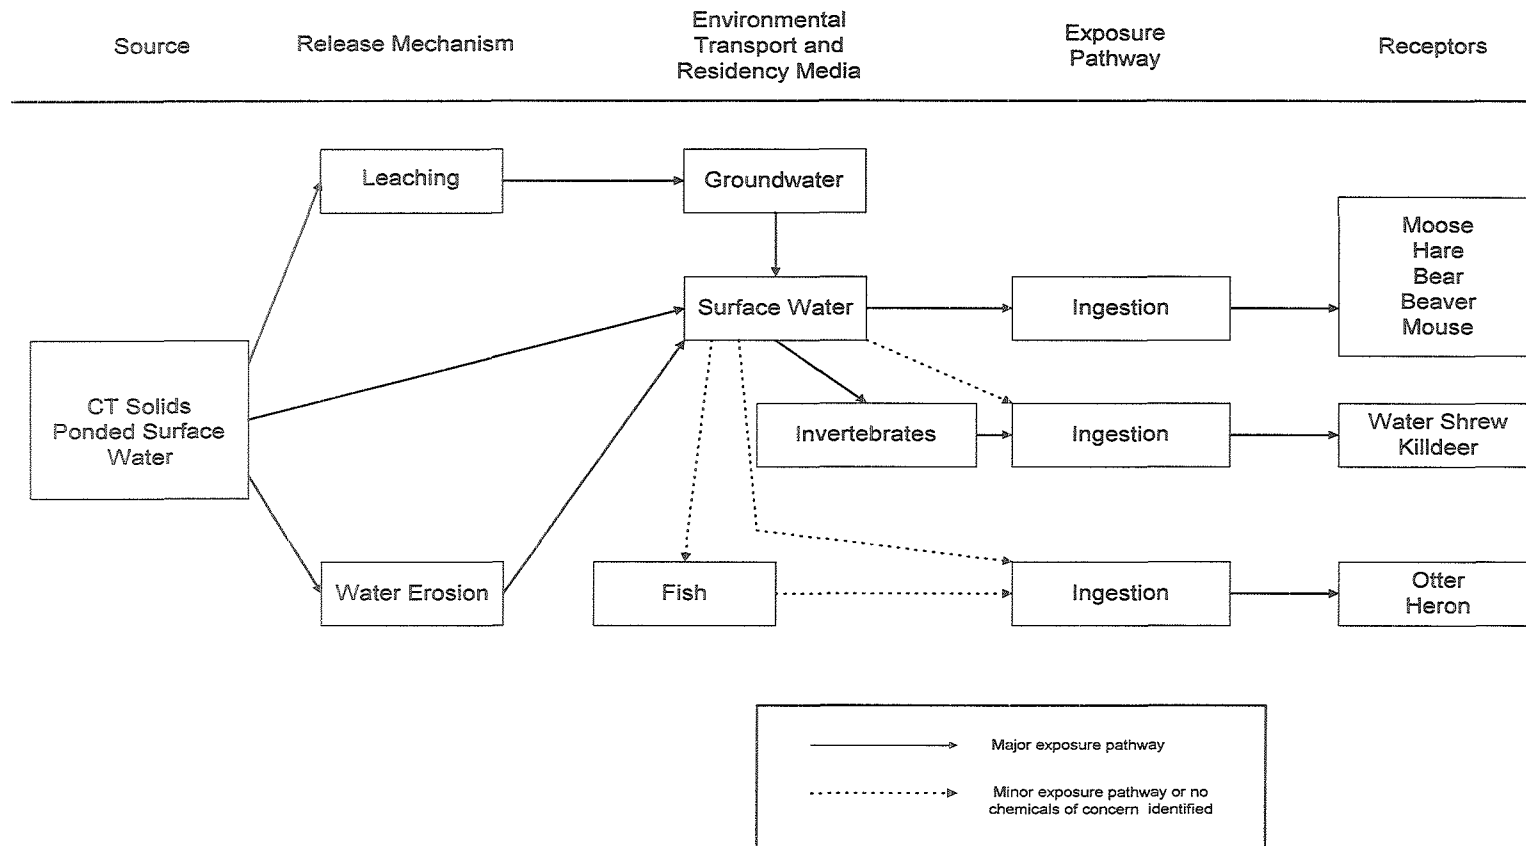 Source
Release Mechanism
Environmental
Transport and
Residency Media
Exposure
Pathway
Receptors
Leaching
Groundwater
Moose
Hare
Bear
Beaver
Mouse
Surface Water
Ingestion
CT Solids
Ponded Surface
Water
Invertebrates
Ingestion
Water Shrew
Killdeer
Water Erosion
Fish
Ingestion
Otter
Heron
Major exposure pathway
Minor exposure pathway or no
chemicals of concern identified